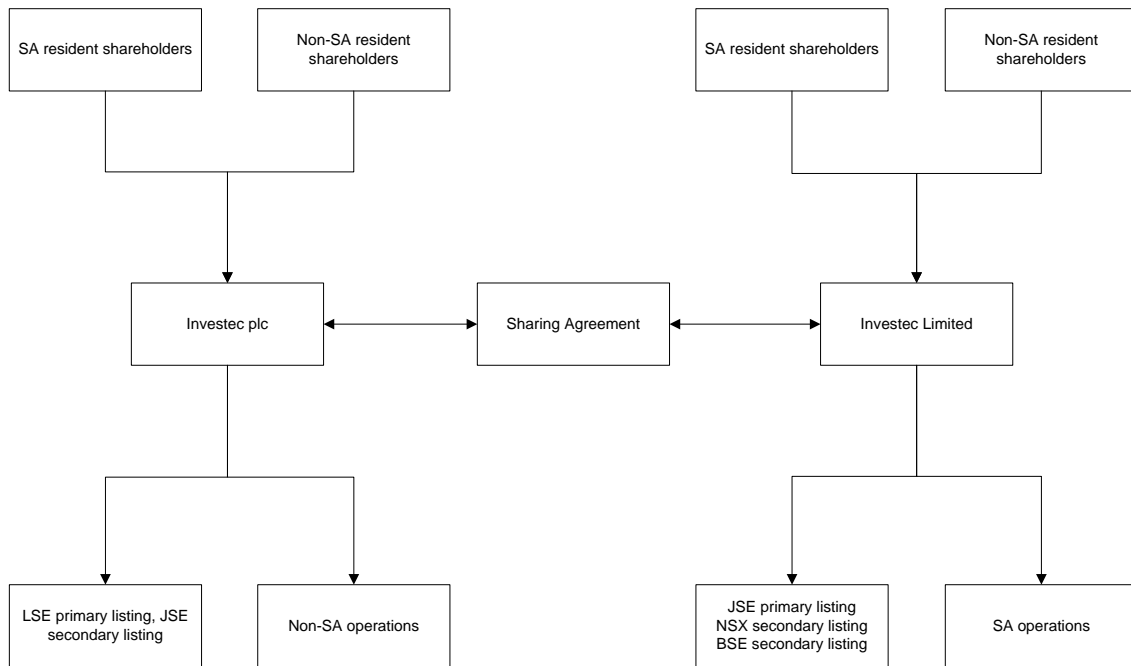 SA resident shareholders
Non-SA resident
shareholders
SA resident shareholders
Non-SA resident
shareholders
Investec plc
Sharing Agreement
Investec Limited
LSE primary listing, JSE
secondary listing
Non-SA operations
JSE primary listing
NSX secondary listing
BSE secondary listing
SA operations